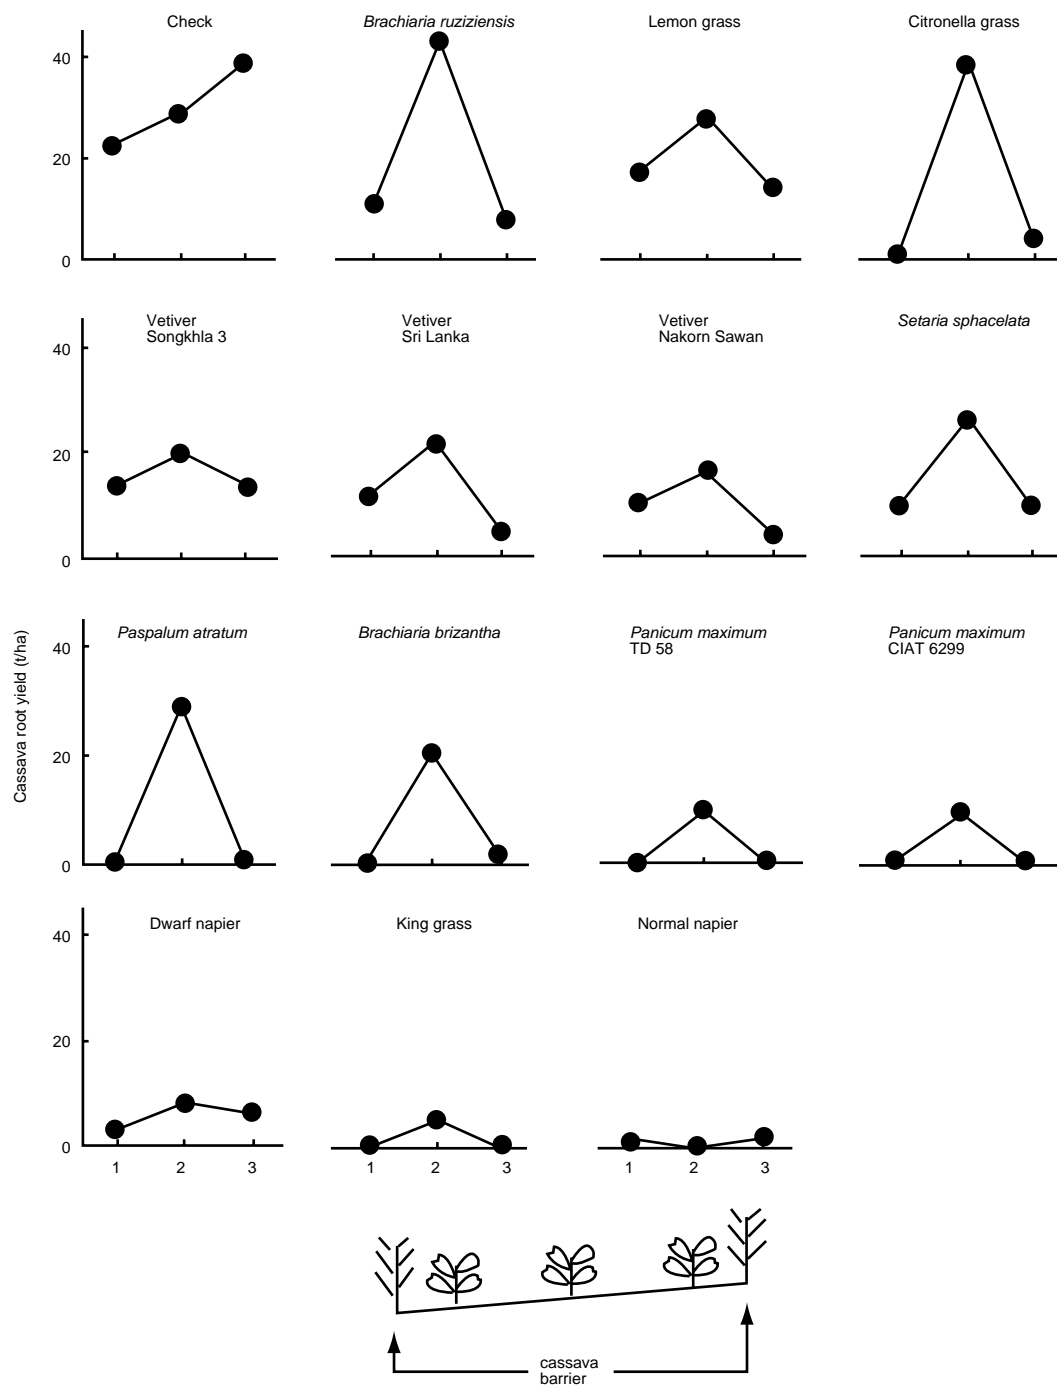 Check
Brachiaria ruziziensis
Lemon grass
Citronella grass
40
20
0
Vetiver
Songkhla 3
Vetiver
Sri Lanka
Vetiver
Nakorn Sawan
Setaria sphacelata
40
20
0
Cassava root yield (t/ha)
Paspalum atratum
Brachiaria brizantha
Panicum maximum
TD 58
Panicum maximum
CIAT 6299
40
20
0
Dwarf napier
King grass
Normal napier
40
20
0
1 2 3
1 2 3
1 2 3
cassava
barrier